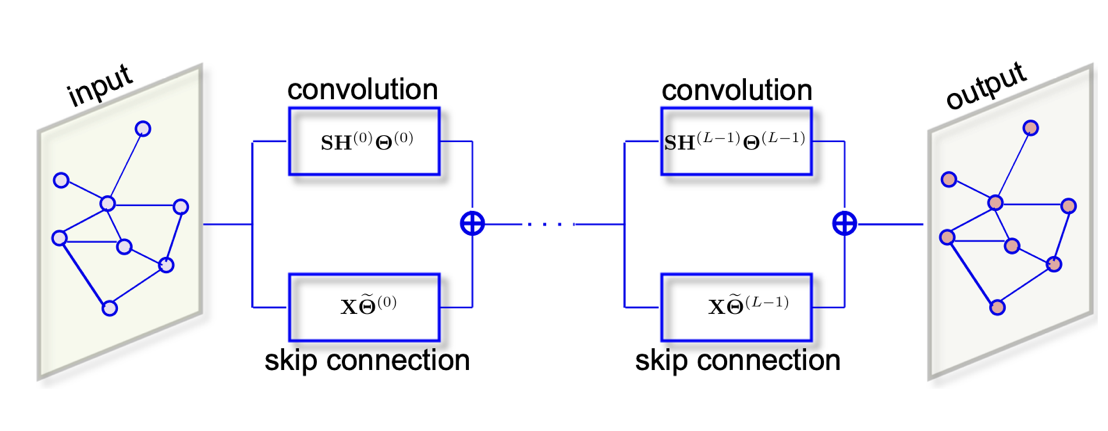 input
convolution
SH⁽⁰⁾Θ⁽⁰⁾
XΘ̃⁽⁰⁾
skip connection
· · · ·
convolution
SH⁽ᴸ⁻¹⁾Θ⁽ᴸ⁻¹⁾
XΘ̃⁽ᴸ⁻¹⁾
skip connection
output